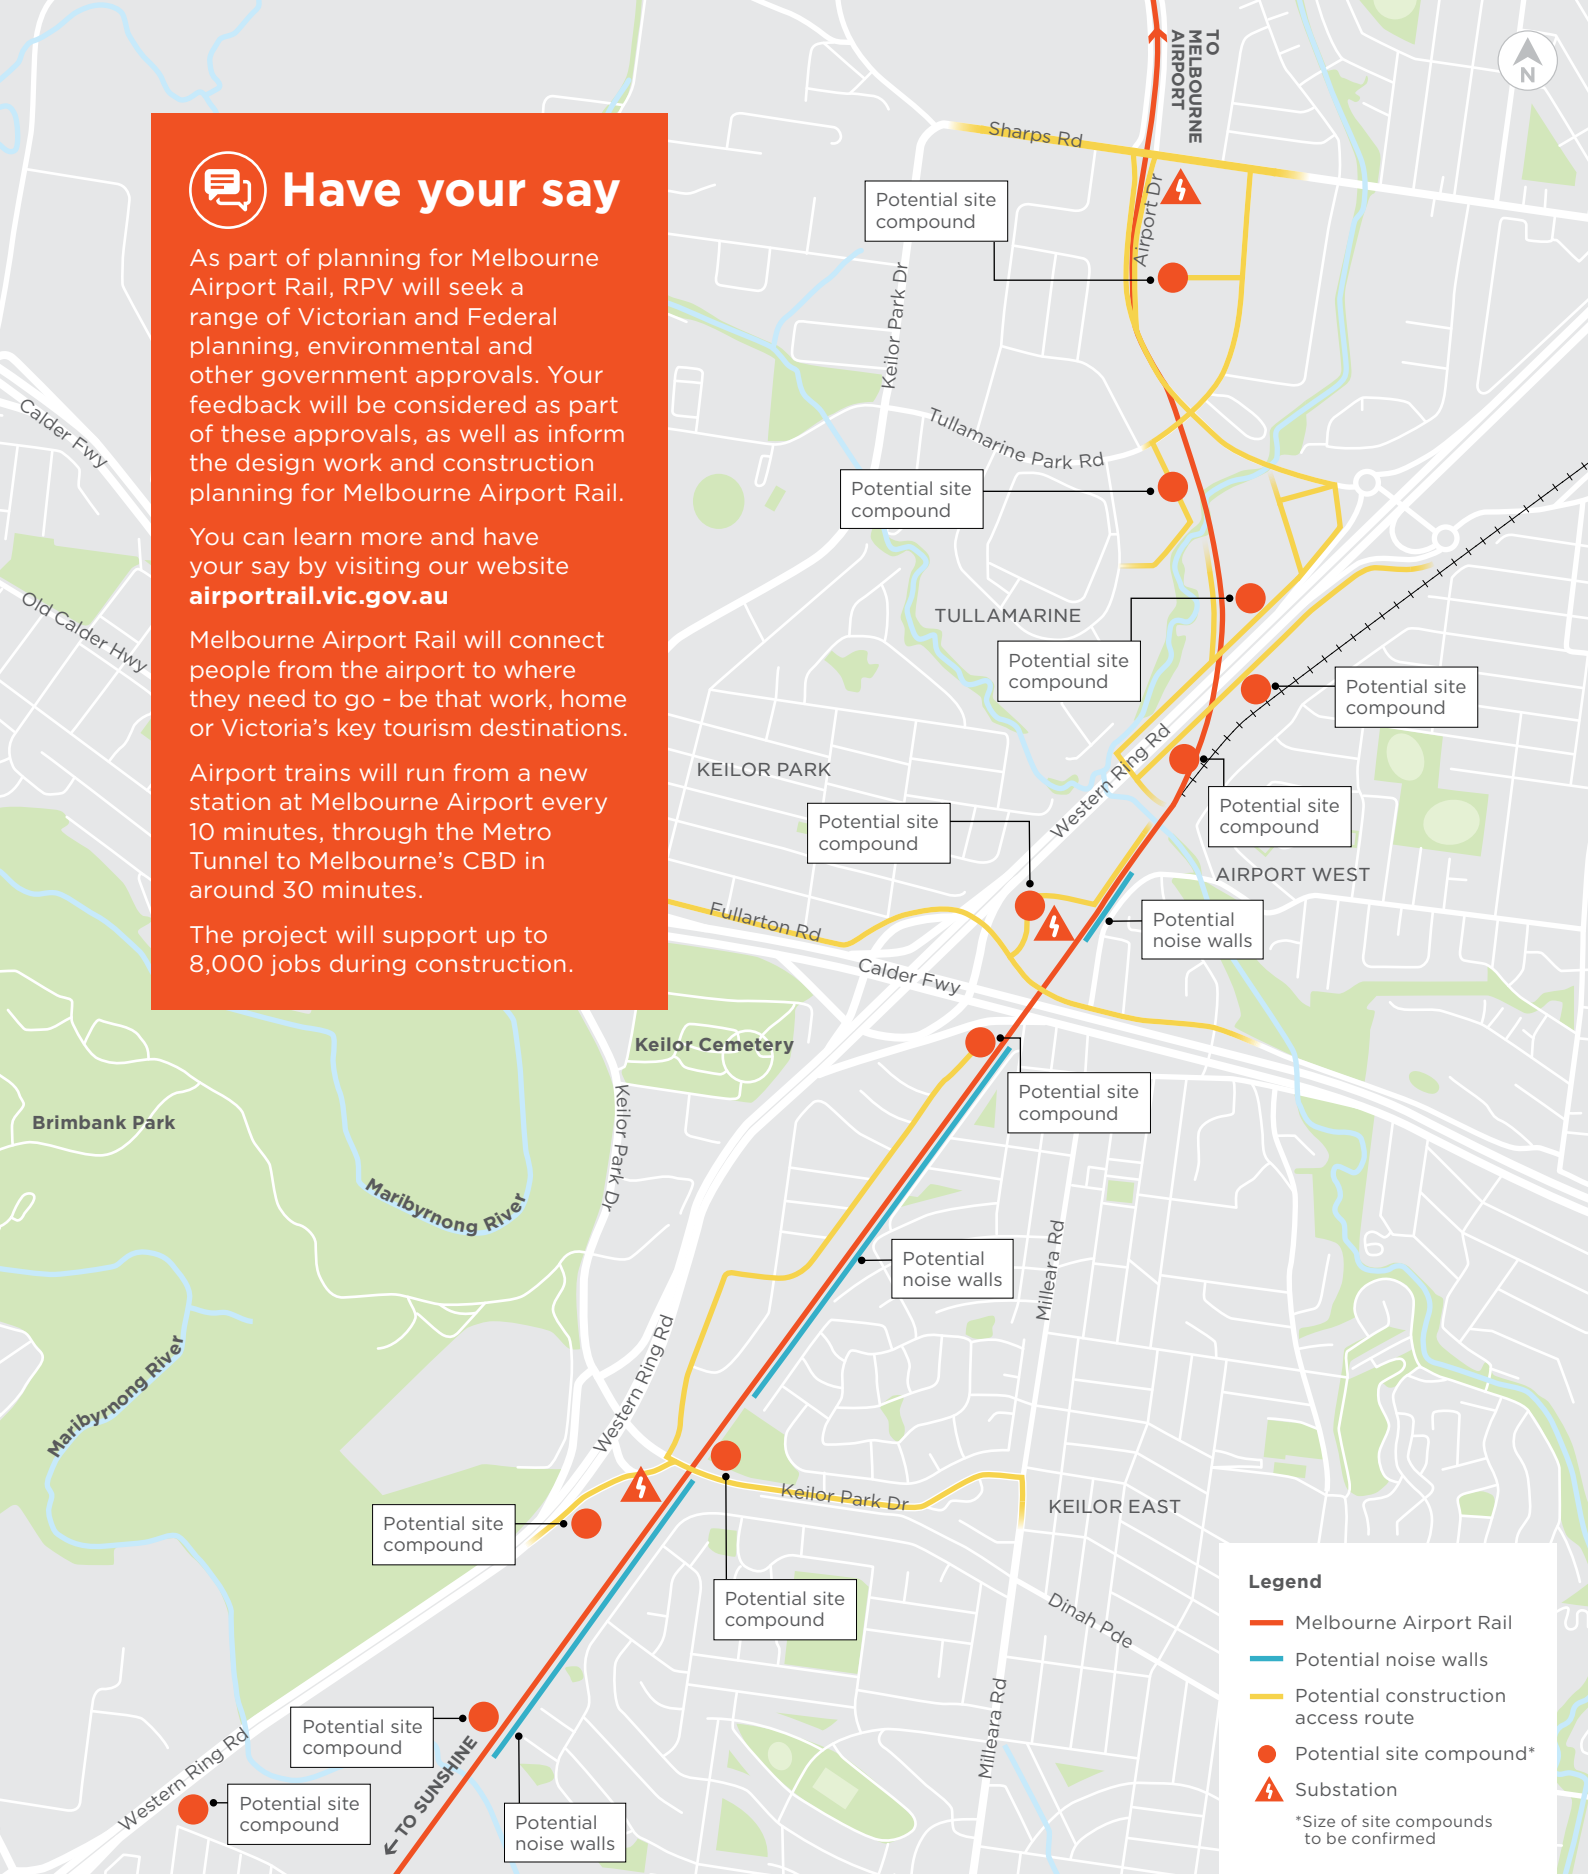 TO
MELBOURNE
AIRPORT
N
Sharps Rd
Have your say
As part of planning for Melbourne
Airport Rail, RPV will seek a
range of Victorian and Federal
planning, environmental and
other government approvals. Your
feedback will be considered as part
of these approvals, as well as inform
the design work and construction
planning for Melbourne Airport Rail.
You can learn more and have
your say by visiting our website
airportrail.vic.gov.au
Melbourne Airport Rail will connect
people from the airport to where
they need to go - be that work, home
or Victoria's key tourism destinations.
Airport trains will run from a new
station at Melbourne Airport every
10 minutes, through the Metro
Tunnel to Melbourne's CBD in
around 30 minutes.
The project will support up to
8,000 jobs during construction.
Potential site
compound
Airport Dr
Keilor Park Dr
Calder Fwy
Tullamarine Park Rd
Potential site
compound
Old Calder Hwy
TULLAMARINE
Potential site
compound
Potential site
compound
KEILOR PARK
Western Ring Rd
Potential site
compound
Potential site
compound
AIRPORT WEST
Fullarton Rd
Potential
noise walls
Calder Fwy
Keilor Cemetery
Potential site
compound
Brimbank Park
Keilor Park Dr
Maribyrnong River
Potential
noise walls
Milleara Rd
Maribyrnong River
Western Ring Rd
Keilor Park Dr
KEILOR EAST
Potential site
compound
Potential site
compound
Dinah Pde
Milleara Rd
Potential site
compound
Western Ring Rd
TO SUNSHINE
Potential site
compound
Potential
noise walls
Legend
Melbourne Airport Rail
Potential noise walls
Potential construction
access route
Potential site compound*
Substation
*Size of site compounds
to be confirmed